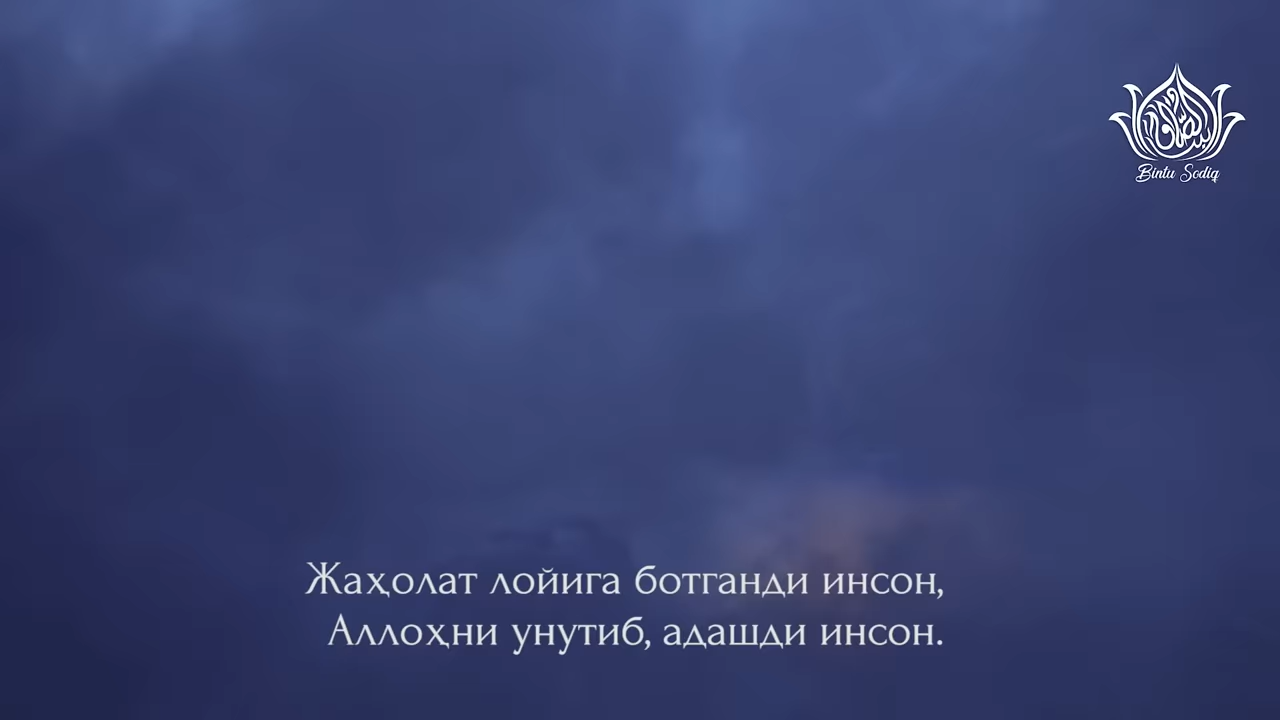 Bintu Sodiq
Жаҳолат лойига ботганди инсон,
Аллоҳни унутиб, адашди инсон.